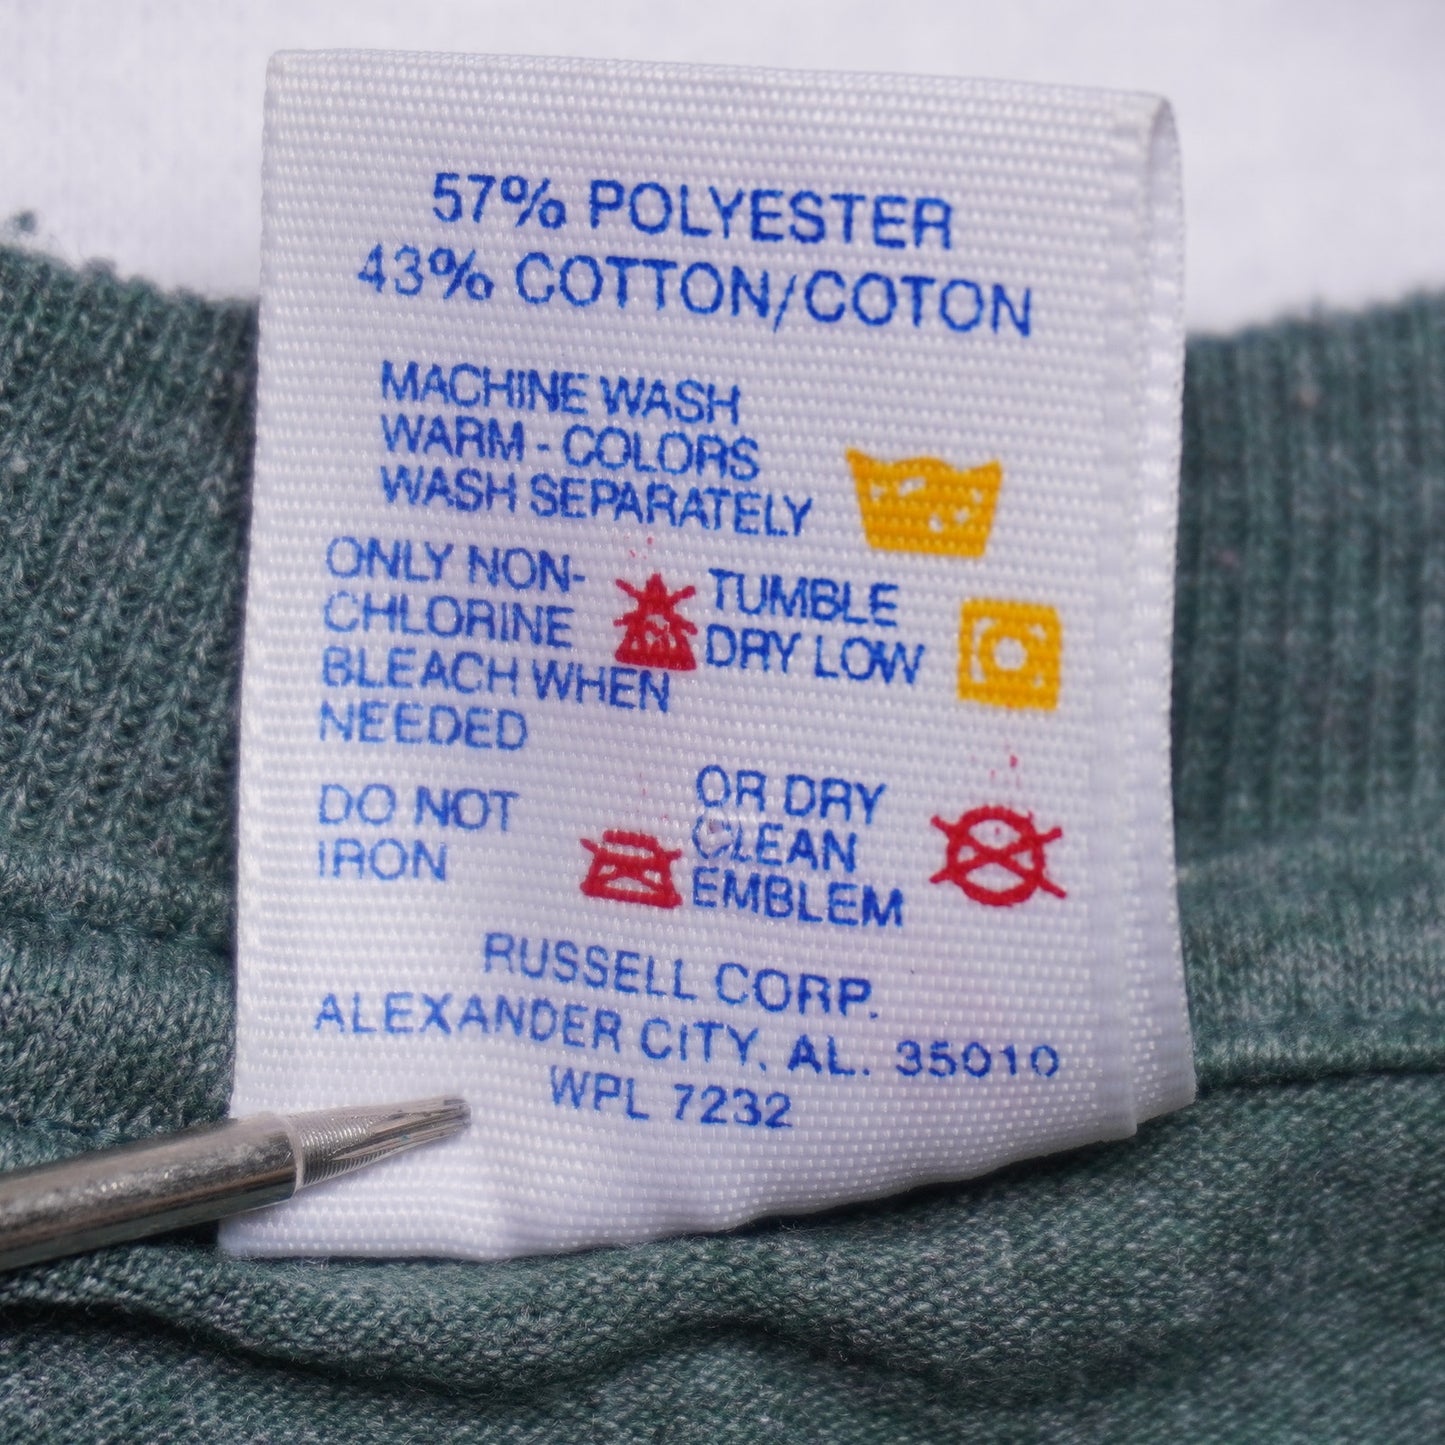 57% POLYESTER
43% COTTON/COTON
MACHINE WASH
WARM - COLORS
WASH SEPARATELY
ONLY NON-
CHLORINE
BLEACH WHEN
NEEDED
TUMBLE
DRY LOW
DO NOT
IRON
OR DRY
CLEAN
EMBLEM
RUSSELL CORP.
ALEXANDER CITY, AL. 35010
WPL 7232